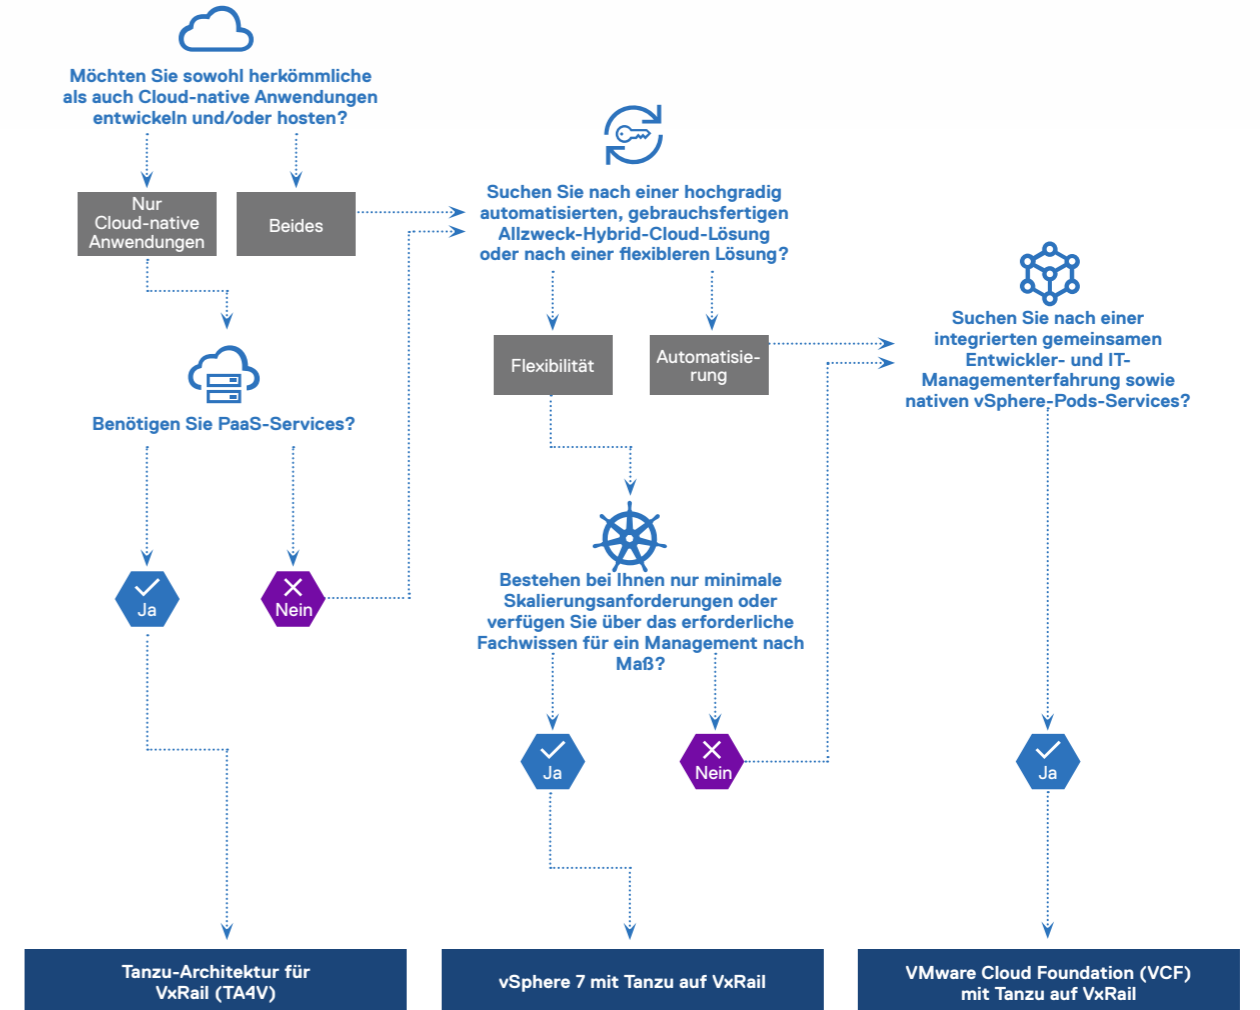 Möchten Sie sowohl herkömmliche
als auch Cloud-native Anwendungen
entwickeln und/oder hosten?
Nur
Cloud-native
Anwendungen
Beides
Benötigen Sie PaaS-Services?
Ja
Nein
Suchen Sie nach einer hochgradig
automatisierten, gebrauchsfertigen
Allzweck-Hybrid-Cloud-Lösung
oder nach einer flexibleren Lösung?
Flexibilität
Automatisie-
rung
Bestehen bei Ihnen nur minimale
Skalierungsanforderungen oder
verfügen Sie über das erforderliche
Fachwissen für ein Management nach
Maß?
Ja
Nein
Suchen Sie nach einer
integrierten gemeinsamen
Entwickler- und IT-
Managementerfahrung sowie
nativen vSphere-Pods-Services?
Ja
Tanzu-Architektur für
VxRail (TA4V)
vSphere 7 mit Tanzu auf VxRail
VMware Cloud Foundation (VCF)
mit Tanzu auf VxRail